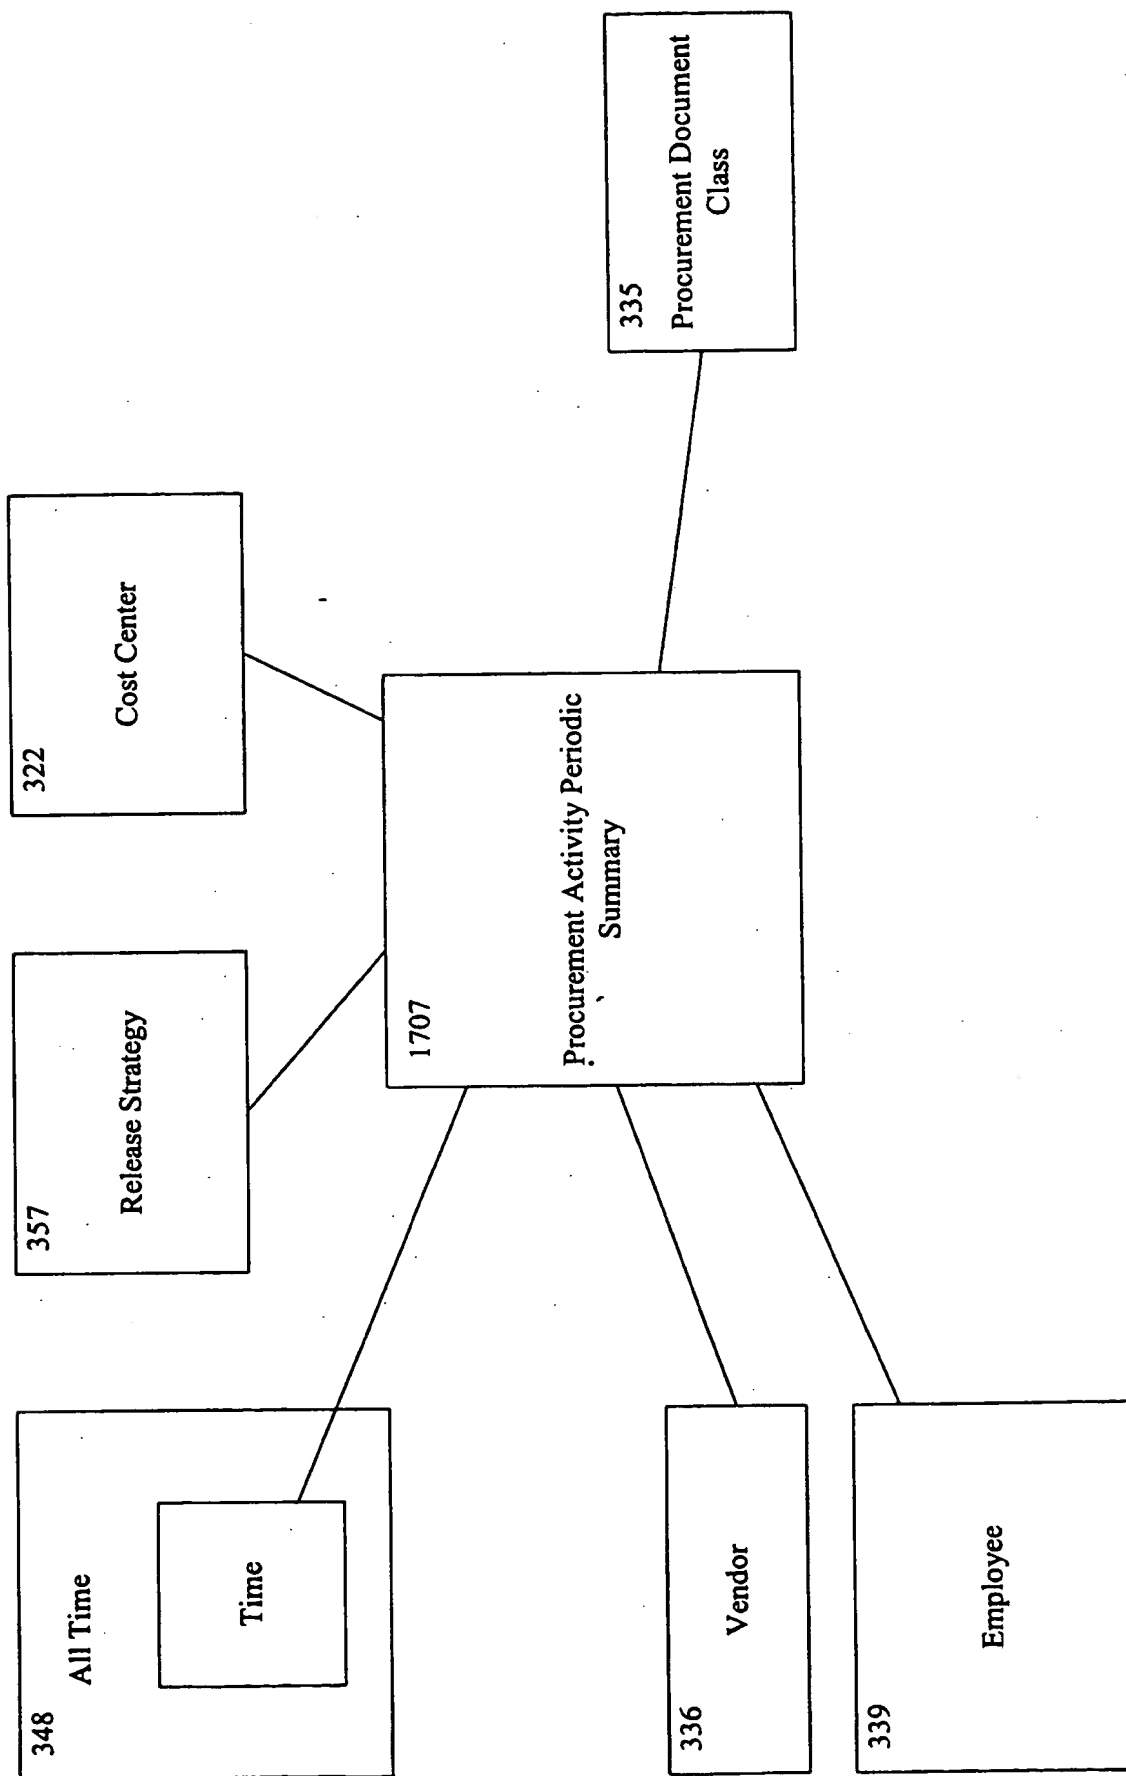 348
All Time
Time
357
Release Strategy
322
Cost Center
1707
Procurement Activity Periodic
Summary
335
Procurement Document
Class
336
Vendor
339
Employee